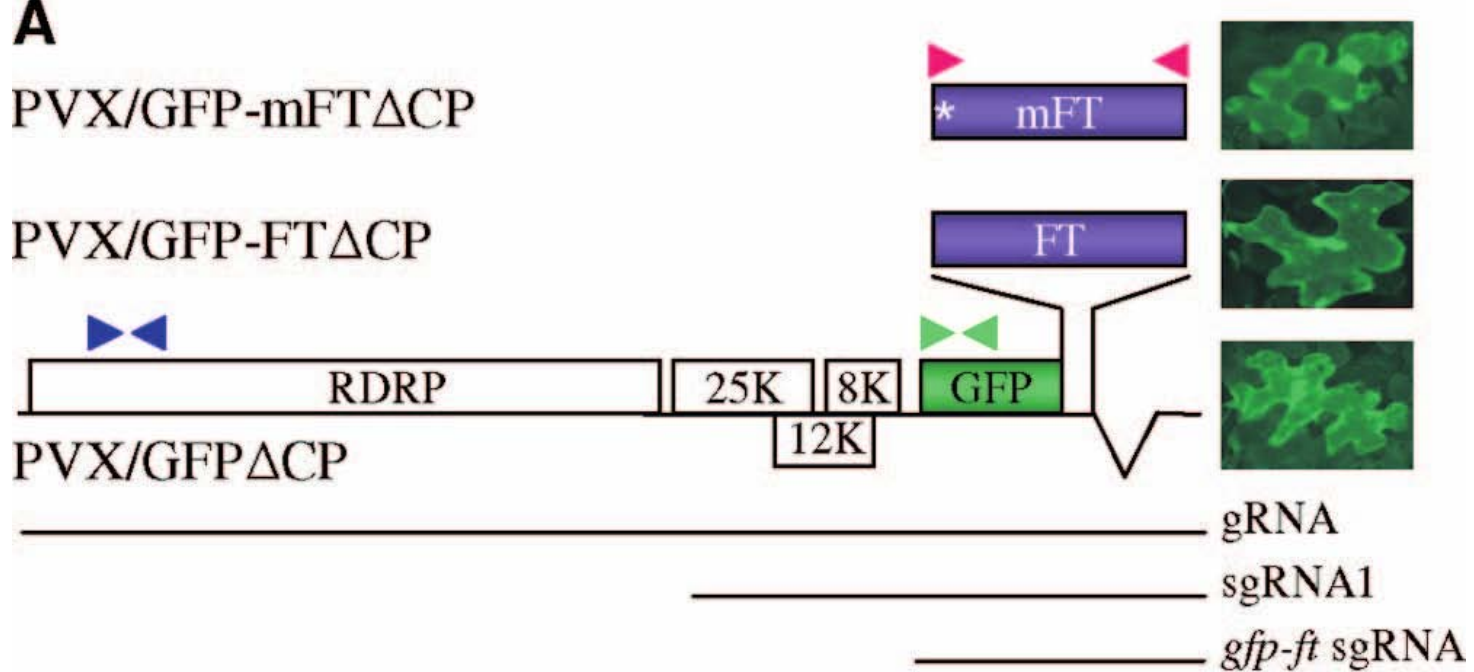 A
PVX/GFP-mFTΔCP
* mFT
PVX/GFP-FTΔCP
FT
RDRP 25K 8K GFP
12K
PVX/GFPΔCP
gRNA
sgRNA1
gfp-ft sgRNA